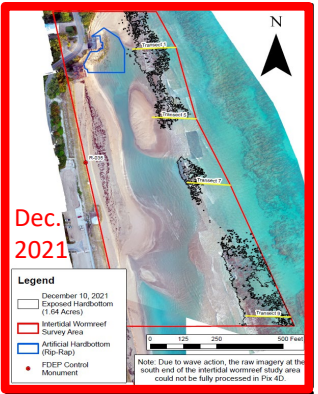 N
Transect 3
Transect 5
R-035
Transect 7
Dec.
2021
Transect 8
Legend
December 10, 2021
Exposed Hardbottom
(1.64 Acres)
Intertidal Wormreef
Survey Area
Artificial Hardbottom
(Rip-Rap)
FDEP Control
Monument
0 125 250 500 Feet
Note: Due to wave action, the raw imagery at the
south end of the intertidal wormreef study area
could not be fully processed in Pix 4D.